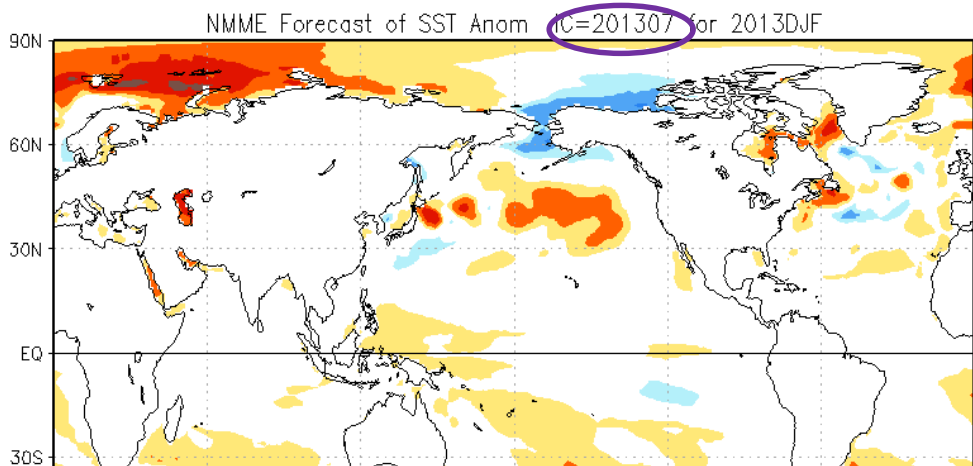 NMME Forecast of SST Anom IC=201307 for 2013DJF
90N
60N
30N
EQ
30S